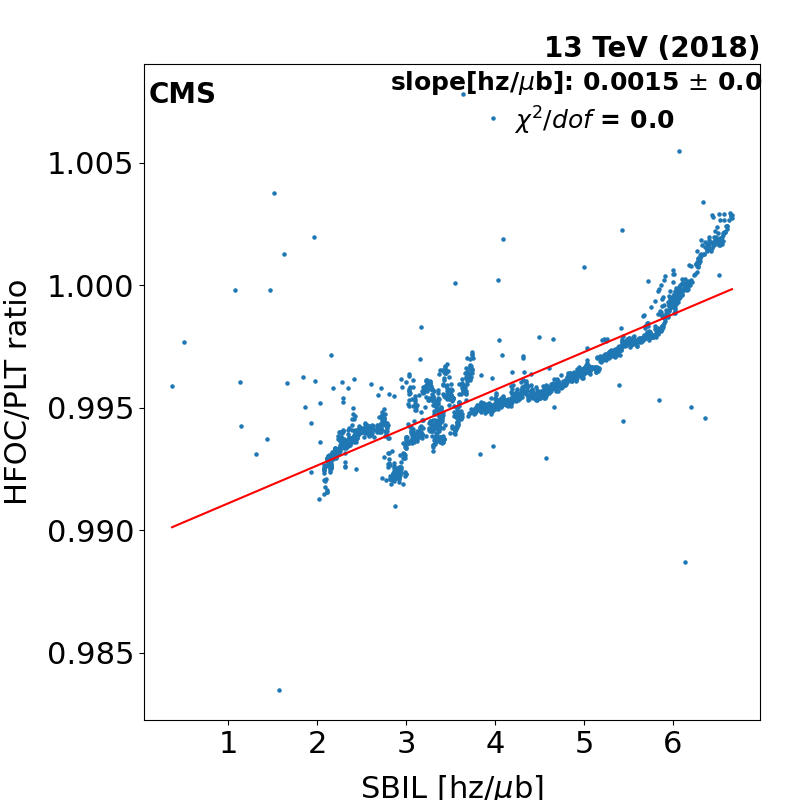 13 TeV (2018)
CMS
slope[hz/μb]: 0.0015 ± 0.0
χ²/dof = 0.0
HFOC/PLT ratio
1.005
1.000
0.995
0.990
0.985
1 2 3 4 5 6
SBIL [hz/μb]